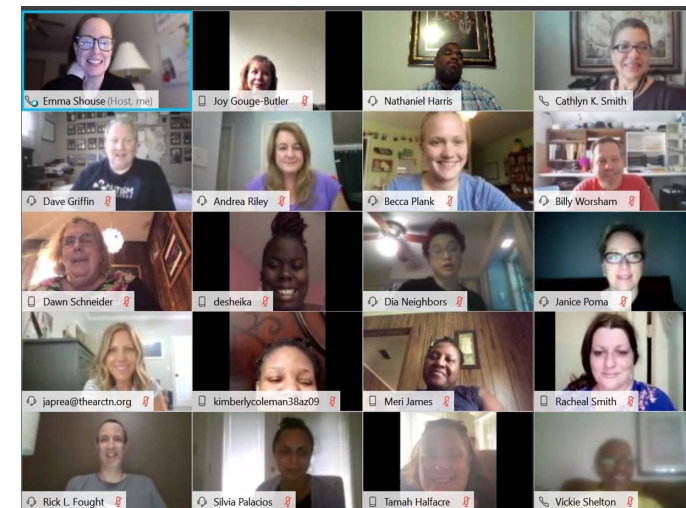 Emma Shouse (Host, me)
Joy Gouge-Butler
Nathaniel Harris
Cathlyn K. Smith
AUTISM
Dave Griffin
Andrea Riley
Becca Plank
Billy Worsham
Dawn Schneider
desheika
Dia Neighbors
Janice Poma
japrea@thearctn.org
kimberlycoleman38az09
Meri James
Racheal Smith
Rick L. Fought
Silvia Palacios
Tamah Halfacre
Vickie Shelton